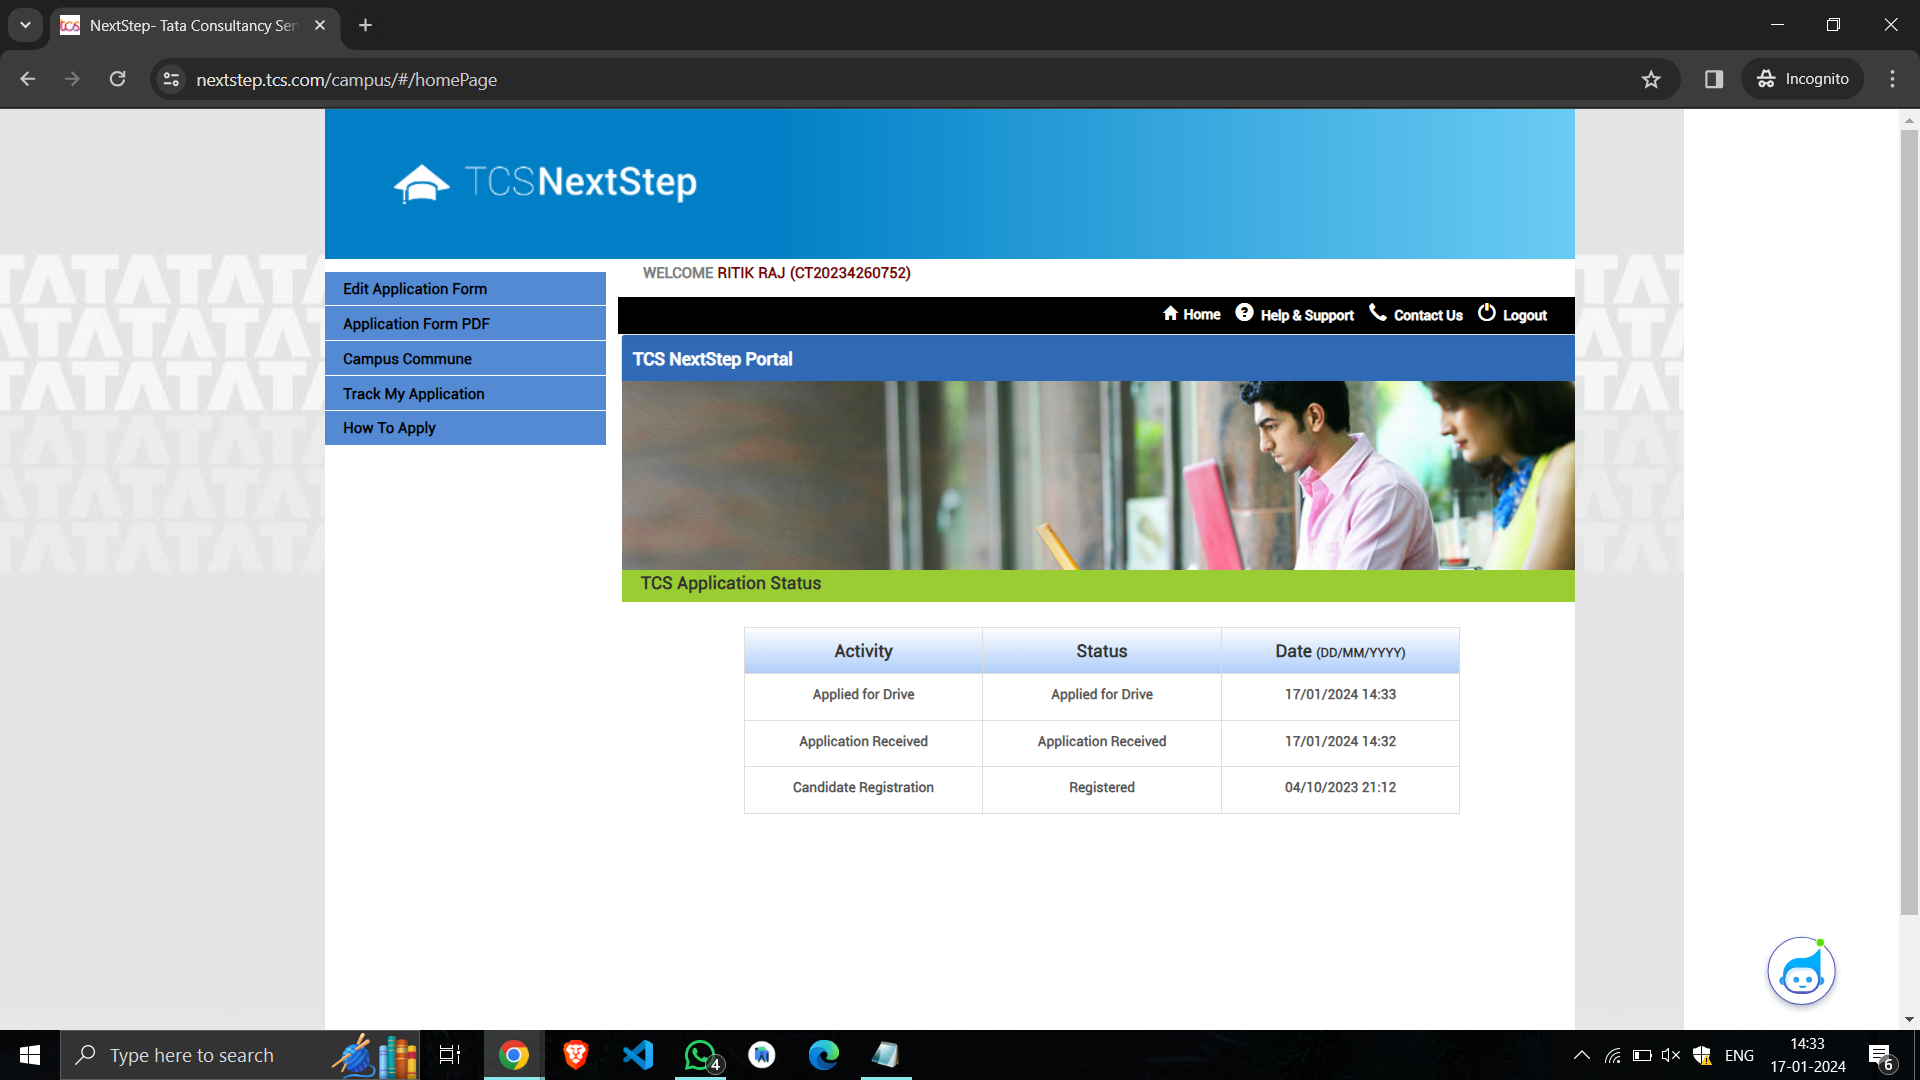 NextStep- Tata Consultancy Ser
nextstep.tcs.com/campus/#/homePage
Incognito
TCSNextStep
WELCOME RITIK RAJ (CT20234260752)
Edit Application Form
Application Form PDF
Campus Commune
Track My Application
How To Apply
Home
Help & Support
Contact Us
Logout
TCS NextStep Portal
TCS Application Status
Activity Status Date (DD/MM/YYYY)
Applied for Drive Applied for Drive 17/01/2024 14:33
Application Received Application Received 17/01/2024 14:32
Candidate Registration Registered 04/10/2023 21:12
Type here to search
4
ENG
14:33
17-01-2024
6